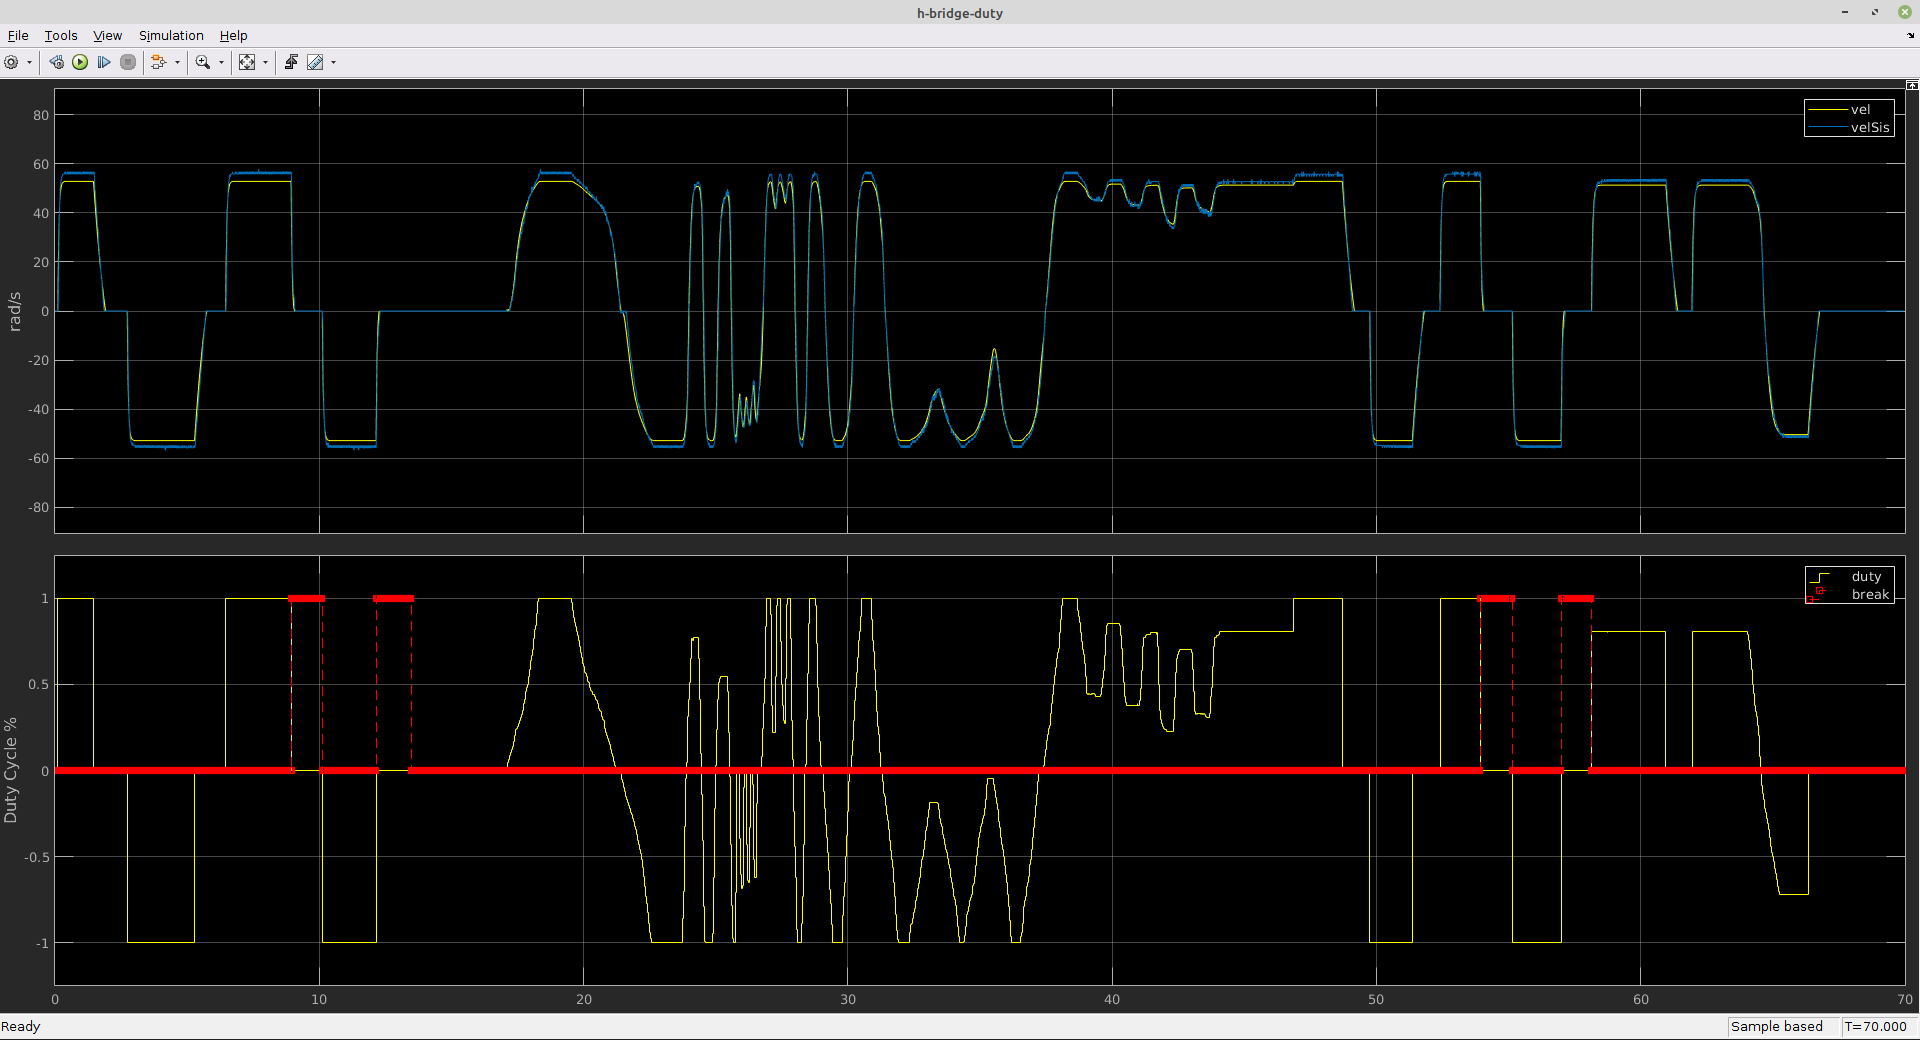 h-bridge-duty
File Tools View Simulation Help
80
60
40
20
0
-20
-40
-60
-80
rad/s
vel
velSis
1
0.5
0
-0.5
-1
Duty Cycle %
duty
break
0 10 20 30 40 50 60 70
Ready
Sample based T=70.000